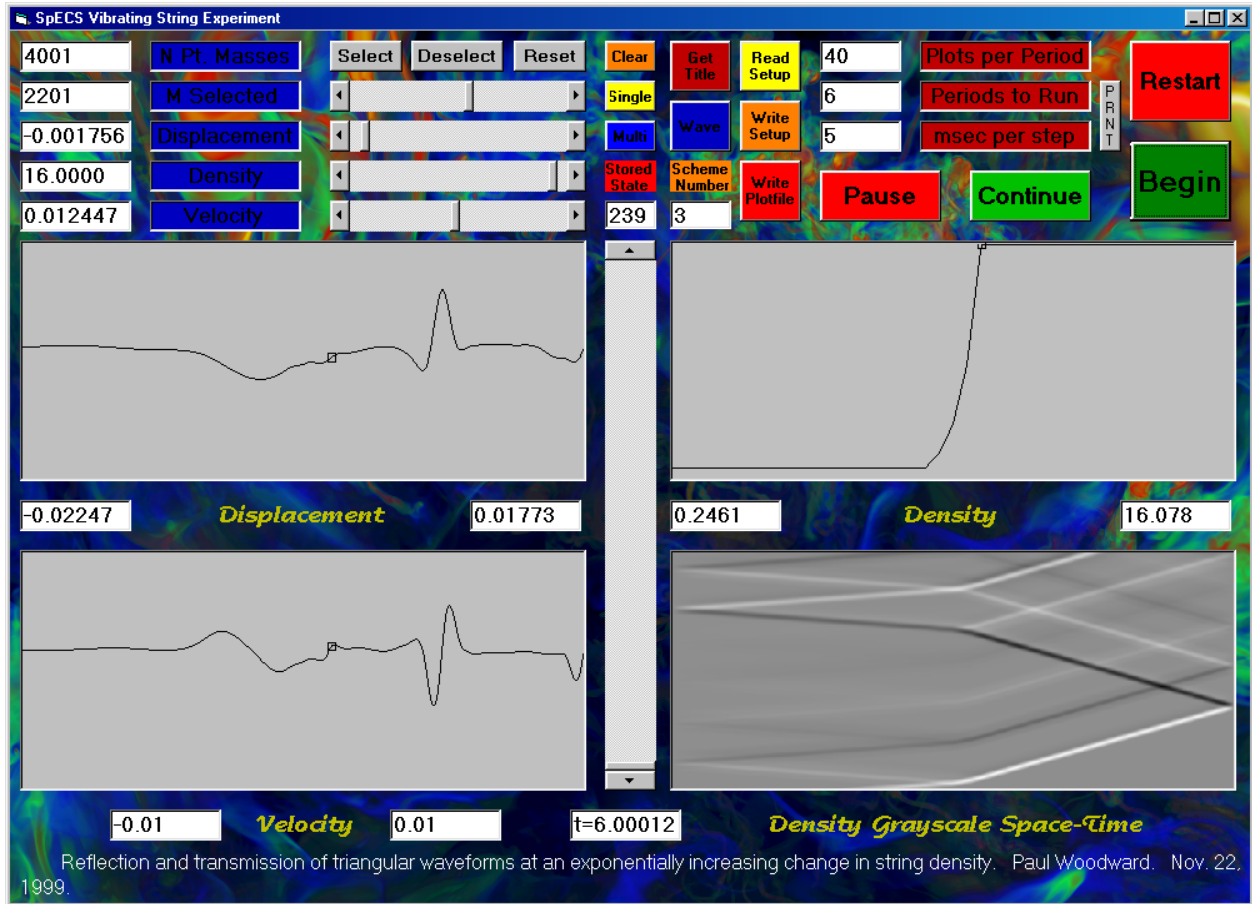 SpECS Vibrating String Experiment
4001 N Pt. Masses Select Deselect Reset Clear Get Title Read Setup 40 Plots per Period Restart
2201 M Selected Single 6 Periods to Run PRNT
-0.001756 Displacement Multi Wave Write Setup 5 msec per step
16.0000 Density Stored State Scheme Number Write Plotfile Pause Continue Begin
0.012447 Velocity 239 3
-0.02247 Displacement 0.01773 0.2461 Density 16.078
-0.01 Velocity 0.01 t=6.00012 Density Grayscale Space-Time
Reflection and transmission of triangular waveforms at an exponentially increasing change in string density. Paul Woodward. Nov. 22,
1999.